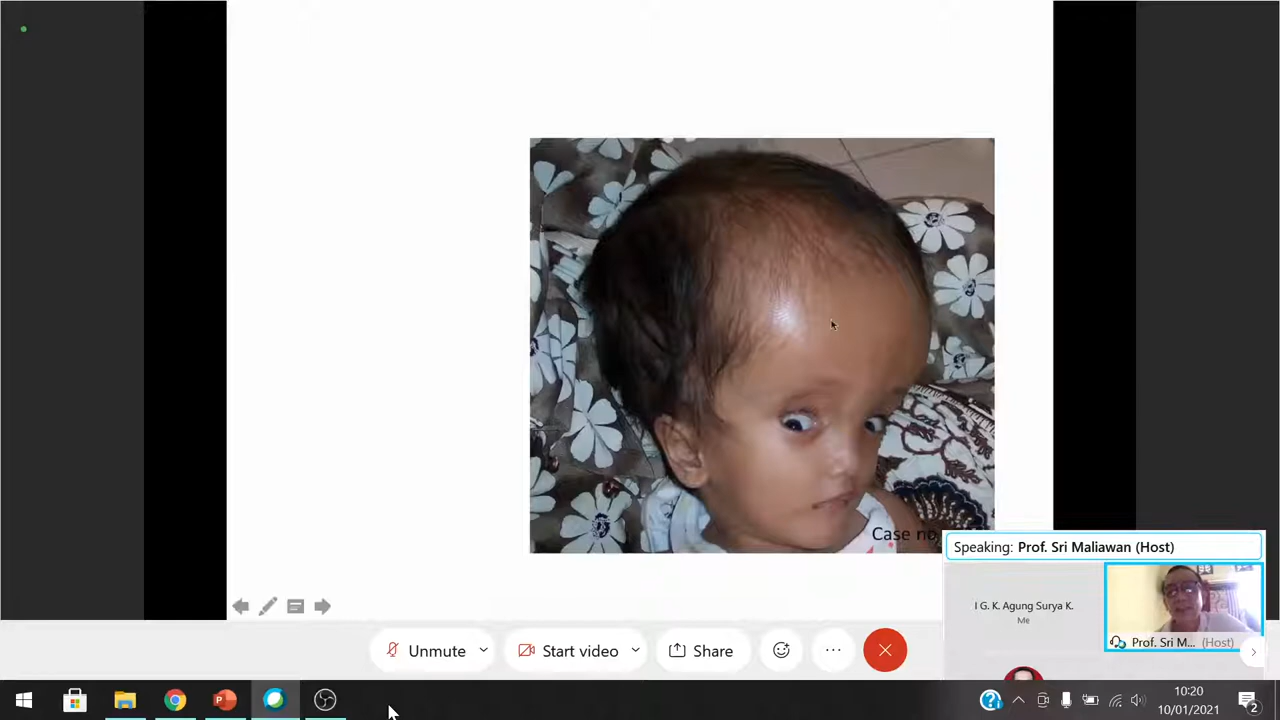 Case no
Speaking: Prof. Sri Maliawan (Host)
I G. K. Agung Surya K.
Me
Prof. Sri M... (Host)
Unmute
Start video
Share
10:20
10/01/2021
2